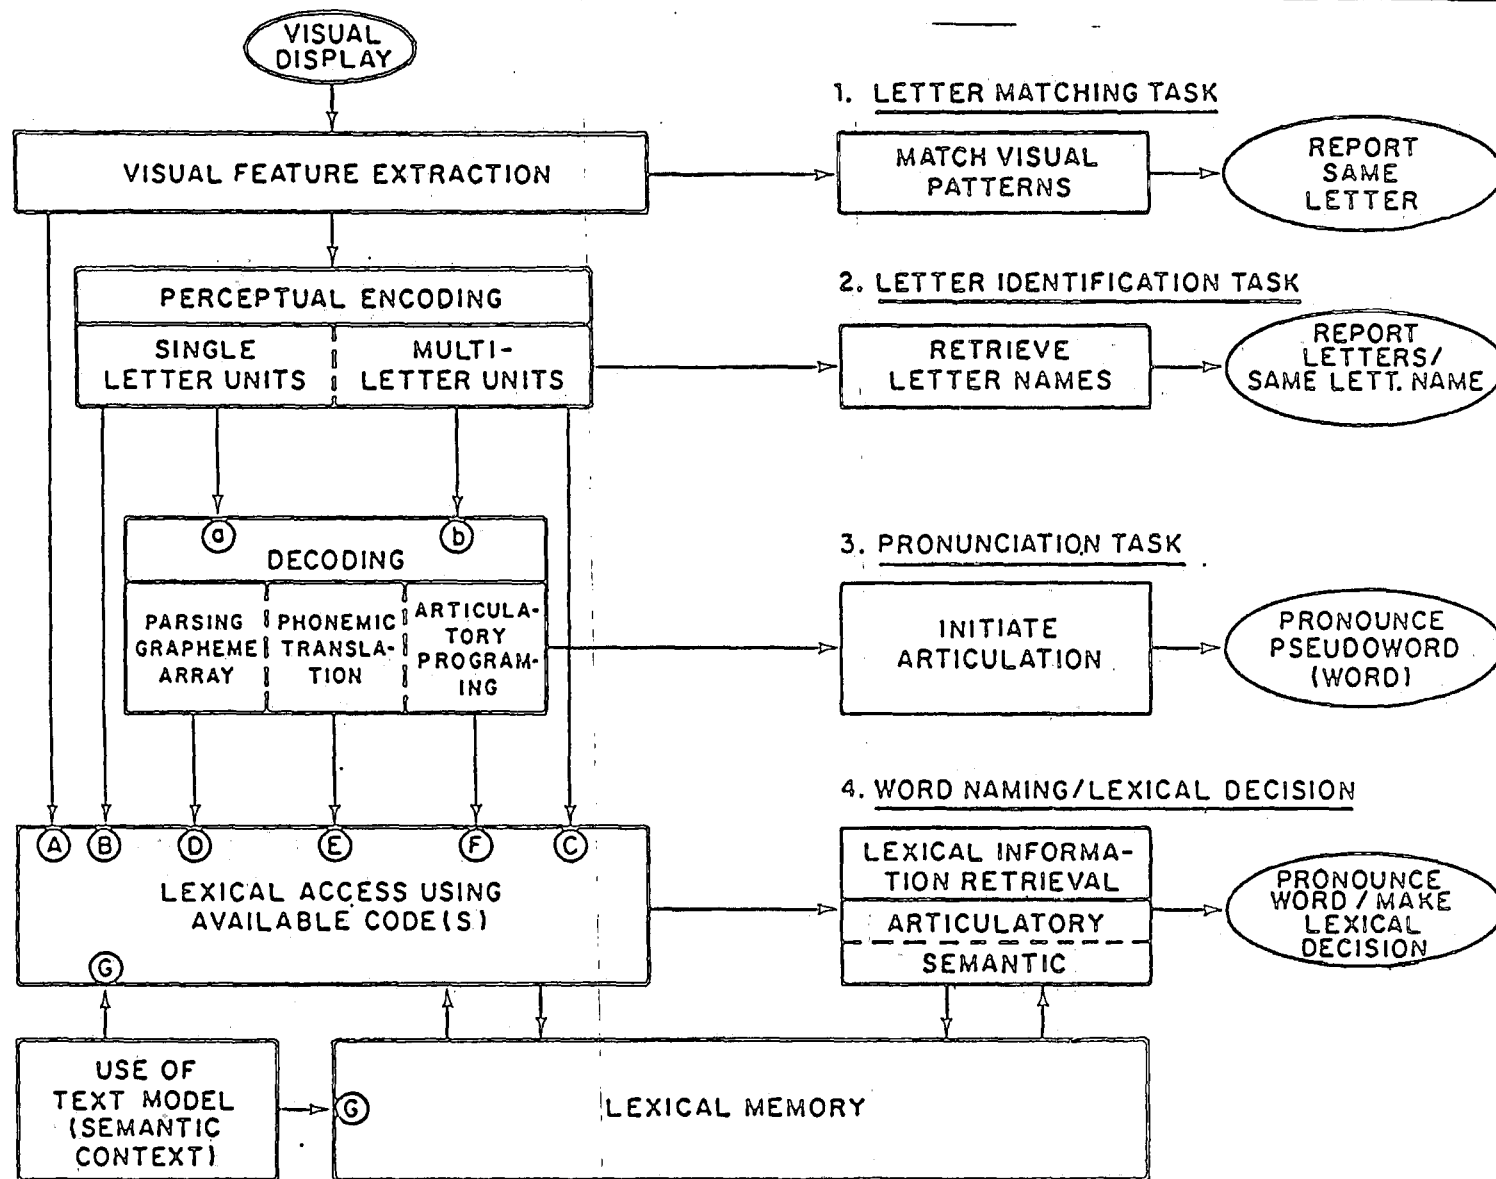 VISUAL
DISPLAY
VISUAL FEATURE EXTRACTION
1. LETTER MATCHING TASK
MATCH VISUAL
PATTERNS
REPORT
SAME
LETTER
PERCEPTUAL ENCODING
SINGLE
LETTER UNITS
MULTI-
LETTER UNITS
2. LETTER IDENTIFICATION TASK
RETRIEVE
LETTER NAMES
REPORT
LETTERS/
SAME LETT. NAME
a
b
DECODING
PARSING
GRAPHEME
ARRAY
PHONEMIC
TRANSLA-
TION
ARTICULA-
TORY
PROGRAM-
ING
3. PRONUNCIATION TASK
INITIATE
ARTICULATION
PRONOUNCE
PSEUDOWORD
(WORD)
A
B
D
E
F
C
LEXICAL ACCESS USING
AVAILABLE CODE(S)
G
4. WORD NAMING/LEXICAL DECISION
LEXICAL INFORMA-
TION RETRIEVAL
ARTICULATORY
SEMANTIC
PRONOUNCE
WORD / MAKE
LEXICAL
DECISION
USE OF
TEXT MODEL
(SEMANTIC
CONTEXT)
G
LEXICAL MEMORY